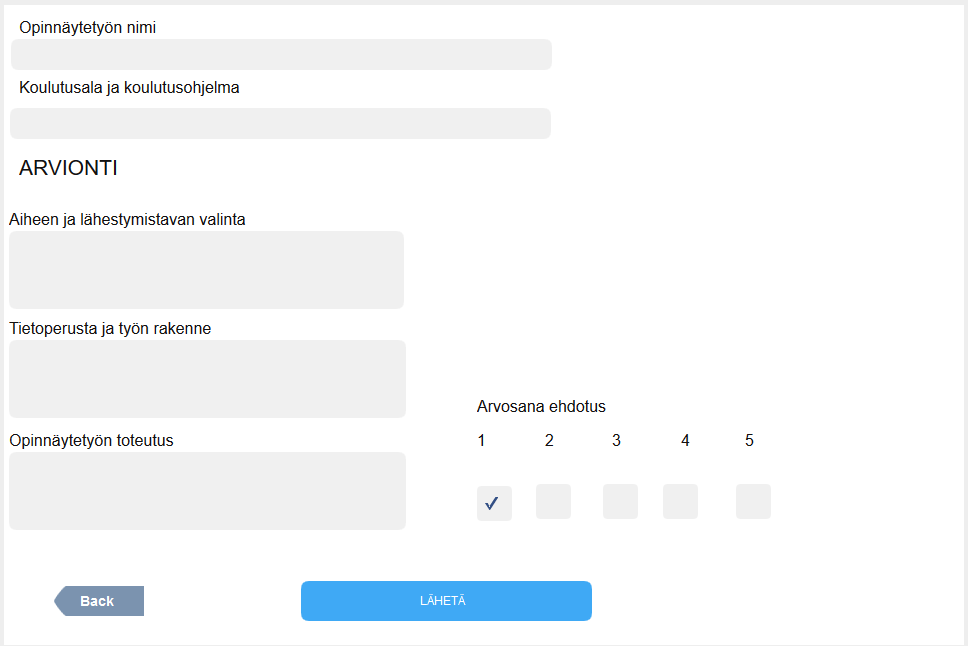 Opinnäytetyön nimi
Koulutusala ja koulutusohjelma
ARVIONTI
Aiheen ja lähestymistavan valinta
Tietoperusta ja työn rakenne
Arvosana ehdotus
Opinnäytetyön toteutus
1 2 3 4 5
Back
LÄHETÄ